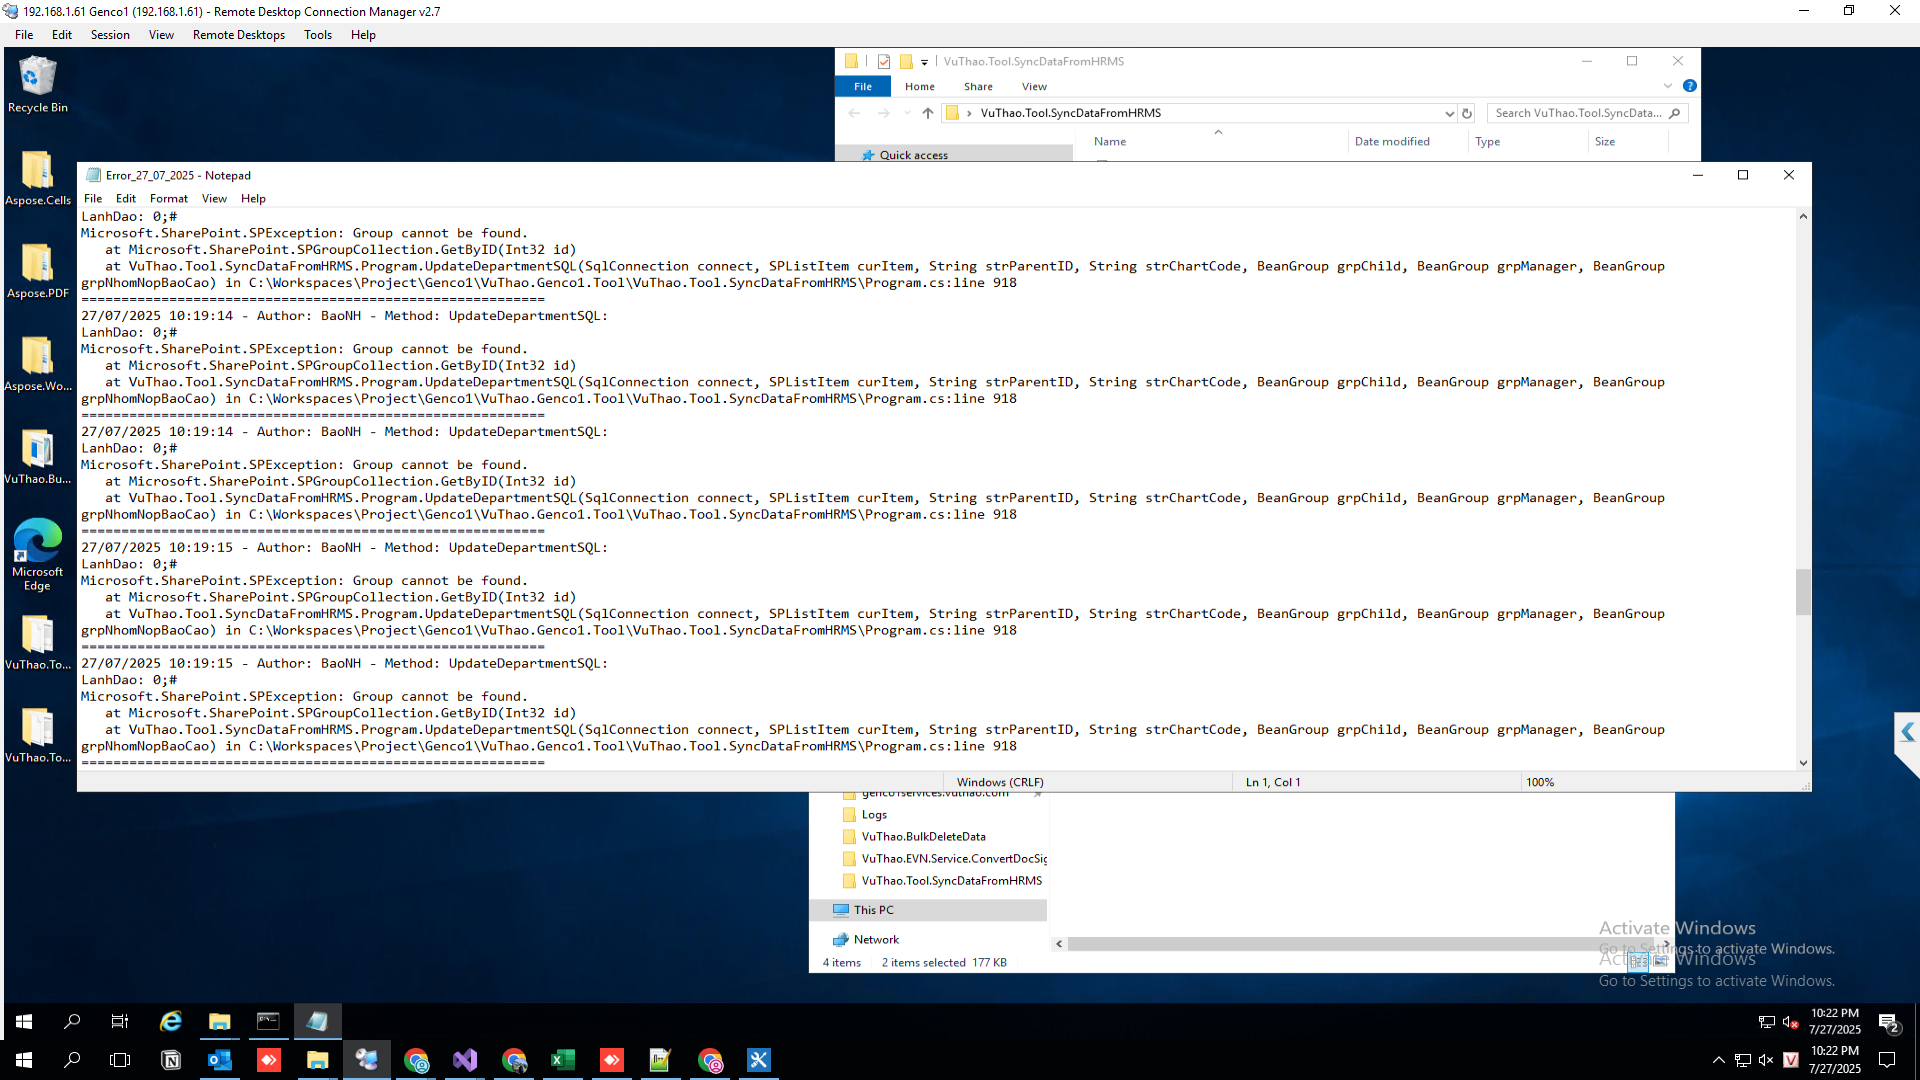 192.168.1.61 Genco1 (192.168.1.61) - Remote Desktop Connection Manager v2.7
File Edit Session View Remote Desktops Tools Help
Recycle Bin
Aspose.Cells
Aspose.PDF
Aspose.Wo...
VuThao.Bu...
Microsoft
Edge
VuThao.To...
VuThao.To...
VuThao.Tool.SyncDataFromHRMS
File Home Share View
VuThao.Tool.SyncDataFromHRMS
Search VuThao.Tool.SyncData...
Name Date modified Type Size
Quick access
Error_27_07_2025 - Notepad
File Edit Format View Help
LanhDao: 0;#
Microsoft.SharePoint.SPException: Group cannot be found.
at Microsoft.SharePoint.SPGroupCollection.GetByID(Int32 id)
at VuThao.Tool.SyncDataFromHRMS.Program.UpdateDepartmentSQL(SqlConnection connect, SPListItem curItem, String strParentID, String strChartCode, BeanGroup grpChild, BeanGroup grpManager, BeanGroup
grpNhomNopBaoCao) in C:\Workspaces\Project\Genco1\VuThao.Genco1.Tool\VuThao.Tool.SyncDataFromHRMS\Program.cs:line 918
==========================================================
27/07/2025 10:19:14 - Author: BaoNH - Method: UpdateDepartmentSQL:
LanhDao: 0;#
Microsoft.SharePoint.SPException: Group cannot be found.
at Microsoft.SharePoint.SPGroupCollection.GetByID(Int32 id)
at VuThao.Tool.SyncDataFromHRMS.Program.UpdateDepartmentSQL(SqlConnection connect, SPListItem curItem, String strParentID, String strChartCode, BeanGroup grpChild, BeanGroup grpManager, BeanGroup
grpNhomNopBaoCao) in C:\Workspaces\Project\Genco1\VuThao.Genco1.Tool\VuThao.Tool.SyncDataFromHRMS\Program.cs:line 918
==========================================================
27/07/2025 10:19:14 - Author: BaoNH - Method: UpdateDepartmentSQL:
LanhDao: 0;#
Microsoft.SharePoint.SPException: Group cannot be found.
at Microsoft.SharePoint.SPGroupCollection.GetByID(Int32 id)
at VuThao.Tool.SyncDataFromHRMS.Program.UpdateDepartmentSQL(SqlConnection connect, SPListItem curItem, String strParentID, String strChartCode, BeanGroup grpChild, BeanGroup grpManager, BeanGroup
grpNhomNopBaoCao) in C:\Workspaces\Project\Genco1\VuThao.Genco1.Tool\VuThao.Tool.SyncDataFromHRMS\Program.cs:line 918
==========================================================
27/07/2025 10:19:15 - Author: BaoNH - Method: UpdateDepartmentSQL:
LanhDao: 0;#
Microsoft.SharePoint.SPException: Group cannot be found.
at Microsoft.SharePoint.SPGroupCollection.GetByID(Int32 id)
at VuThao.Tool.SyncDataFromHRMS.Program.UpdateDepartmentSQL(SqlConnection connect, SPListItem curItem, String strParentID, String strChartCode, BeanGroup grpChild, BeanGroup grpManager, BeanGroup
grpNhomNopBaoCao) in C:\Workspaces\Project\Genco1\VuThao.Genco1.Tool\VuThao.Tool.SyncDataFromHRMS\Program.cs:line 918
==========================================================
27/07/2025 10:19:15 - Author: BaoNH - Method: UpdateDepartmentSQL:
LanhDao: 0;#
Microsoft.SharePoint.SPException: Group cannot be found.
at Microsoft.SharePoint.SPGroupCollection.GetByID(Int32 id)
at VuThao.Tool.SyncDataFromHRMS.Program.UpdateDepartmentSQL(SqlConnection connect, SPListItem curItem, String strParentID, String strChartCode, BeanGroup grpChild, BeanGroup grpManager, BeanGroup
grpNhomNopBaoCao) in C:\Workspaces\Project\Genco1\VuThao.Genco1.Tool\VuThao.Tool.SyncDataFromHRMS\Program.cs:line 918
==========================================================
Windows (CRLF) Ln 1, Col 1 100%
genco1services.vuthao.com
Logs
VuThao.BulkDeleteData
VuThao.EVN.Service.ConvertDocSig
VuThao.Tool.SyncDataFromHRMS
This PC
Network
4 items 2 items selected 177 KB
Activate Windows
Go to Settings to activate Windows.
Activate Windows
Go to Settings to activate Windows.
10:22 PM
7/27/2025
2
10:22 PM
7/27/2025